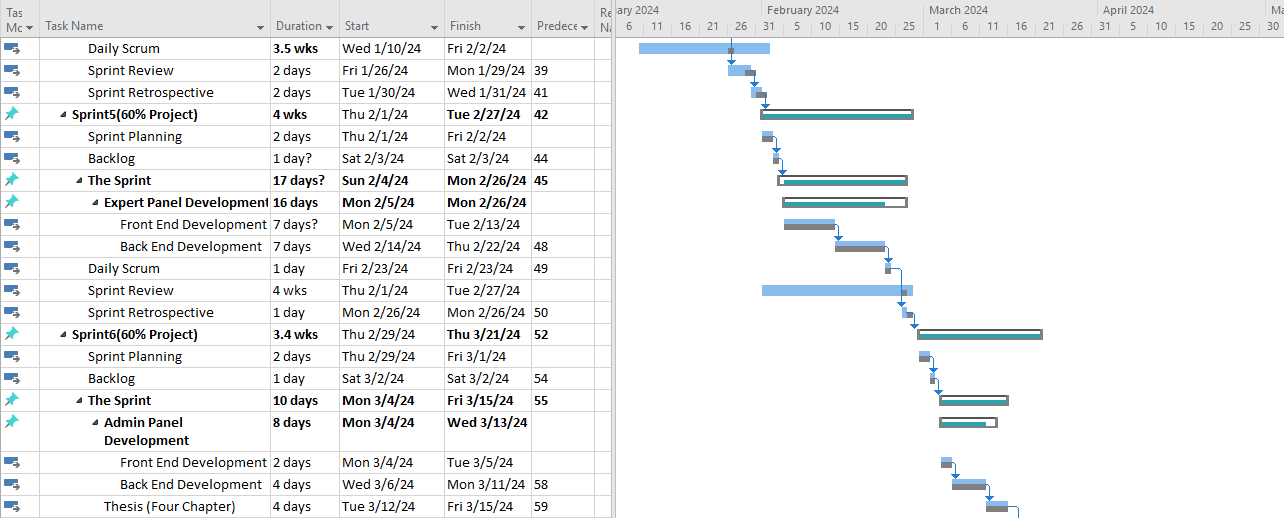 Tas Mc Task Name Duration Start Finish Predece Re Na
ary 2024 February 2024 March 2024 April 2024 Ma
6 11 16 21 26 31 5 10 15 20 25 1 6 11 16 21 26 31 5 10 15 20 25 30
Daily Scrum 3.5 wks Wed 1/10/24 Fri 2/2/24
Sprint Review 2 days Fri 1/26/24 Mon 1/29/24 39
Sprint Retrospective 2 days Tue 1/30/24 Wed 1/31/24 41
Sprint5(60% Project) 4 wks Thu 2/1/24 Tue 2/27/24 42
Sprint Planning 2 days Thu 2/1/24 Fri 2/2/24
Backlog 1 day? Sat 2/3/24 Sat 2/3/24 44
The Sprint 17 days? Sun 2/4/24 Mon 2/26/24 45
Expert Panel Development 16 days Mon 2/5/24 Mon 2/26/24
Front End Development 7 days? Mon 2/5/24 Tue 2/13/24
Back End Development 7 days Wed 2/14/24 Thu 2/22/24 48
Daily Scrum 1 day Fri 2/23/24 Fri 2/23/24 49
Sprint Review 4 wks Thu 2/1/24 Tue 2/27/24
Sprint Retrospective 1 day Mon 2/26/24 Mon 2/26/24 50
Sprint6(60% Project) 3.4 wks Thu 2/29/24 Thu 3/21/24 52
Sprint Planning 2 days Thu 2/29/24 Fri 3/1/24
Backlog 1 day Sat 3/2/24 Sat 3/2/24 54
The Sprint 10 days Mon 3/4/24 Fri 3/15/24 55
Admin Panel 8 days Mon 3/4/24 Wed 3/13/24
Development
Front End Development 2 days Mon 3/4/24 Tue 3/5/24
Back End Development 4 days Wed 3/6/24 Mon 3/11/24 58
Thesis (Four Chapter) 4 days Tue 3/12/24 Fri 3/15/24 59